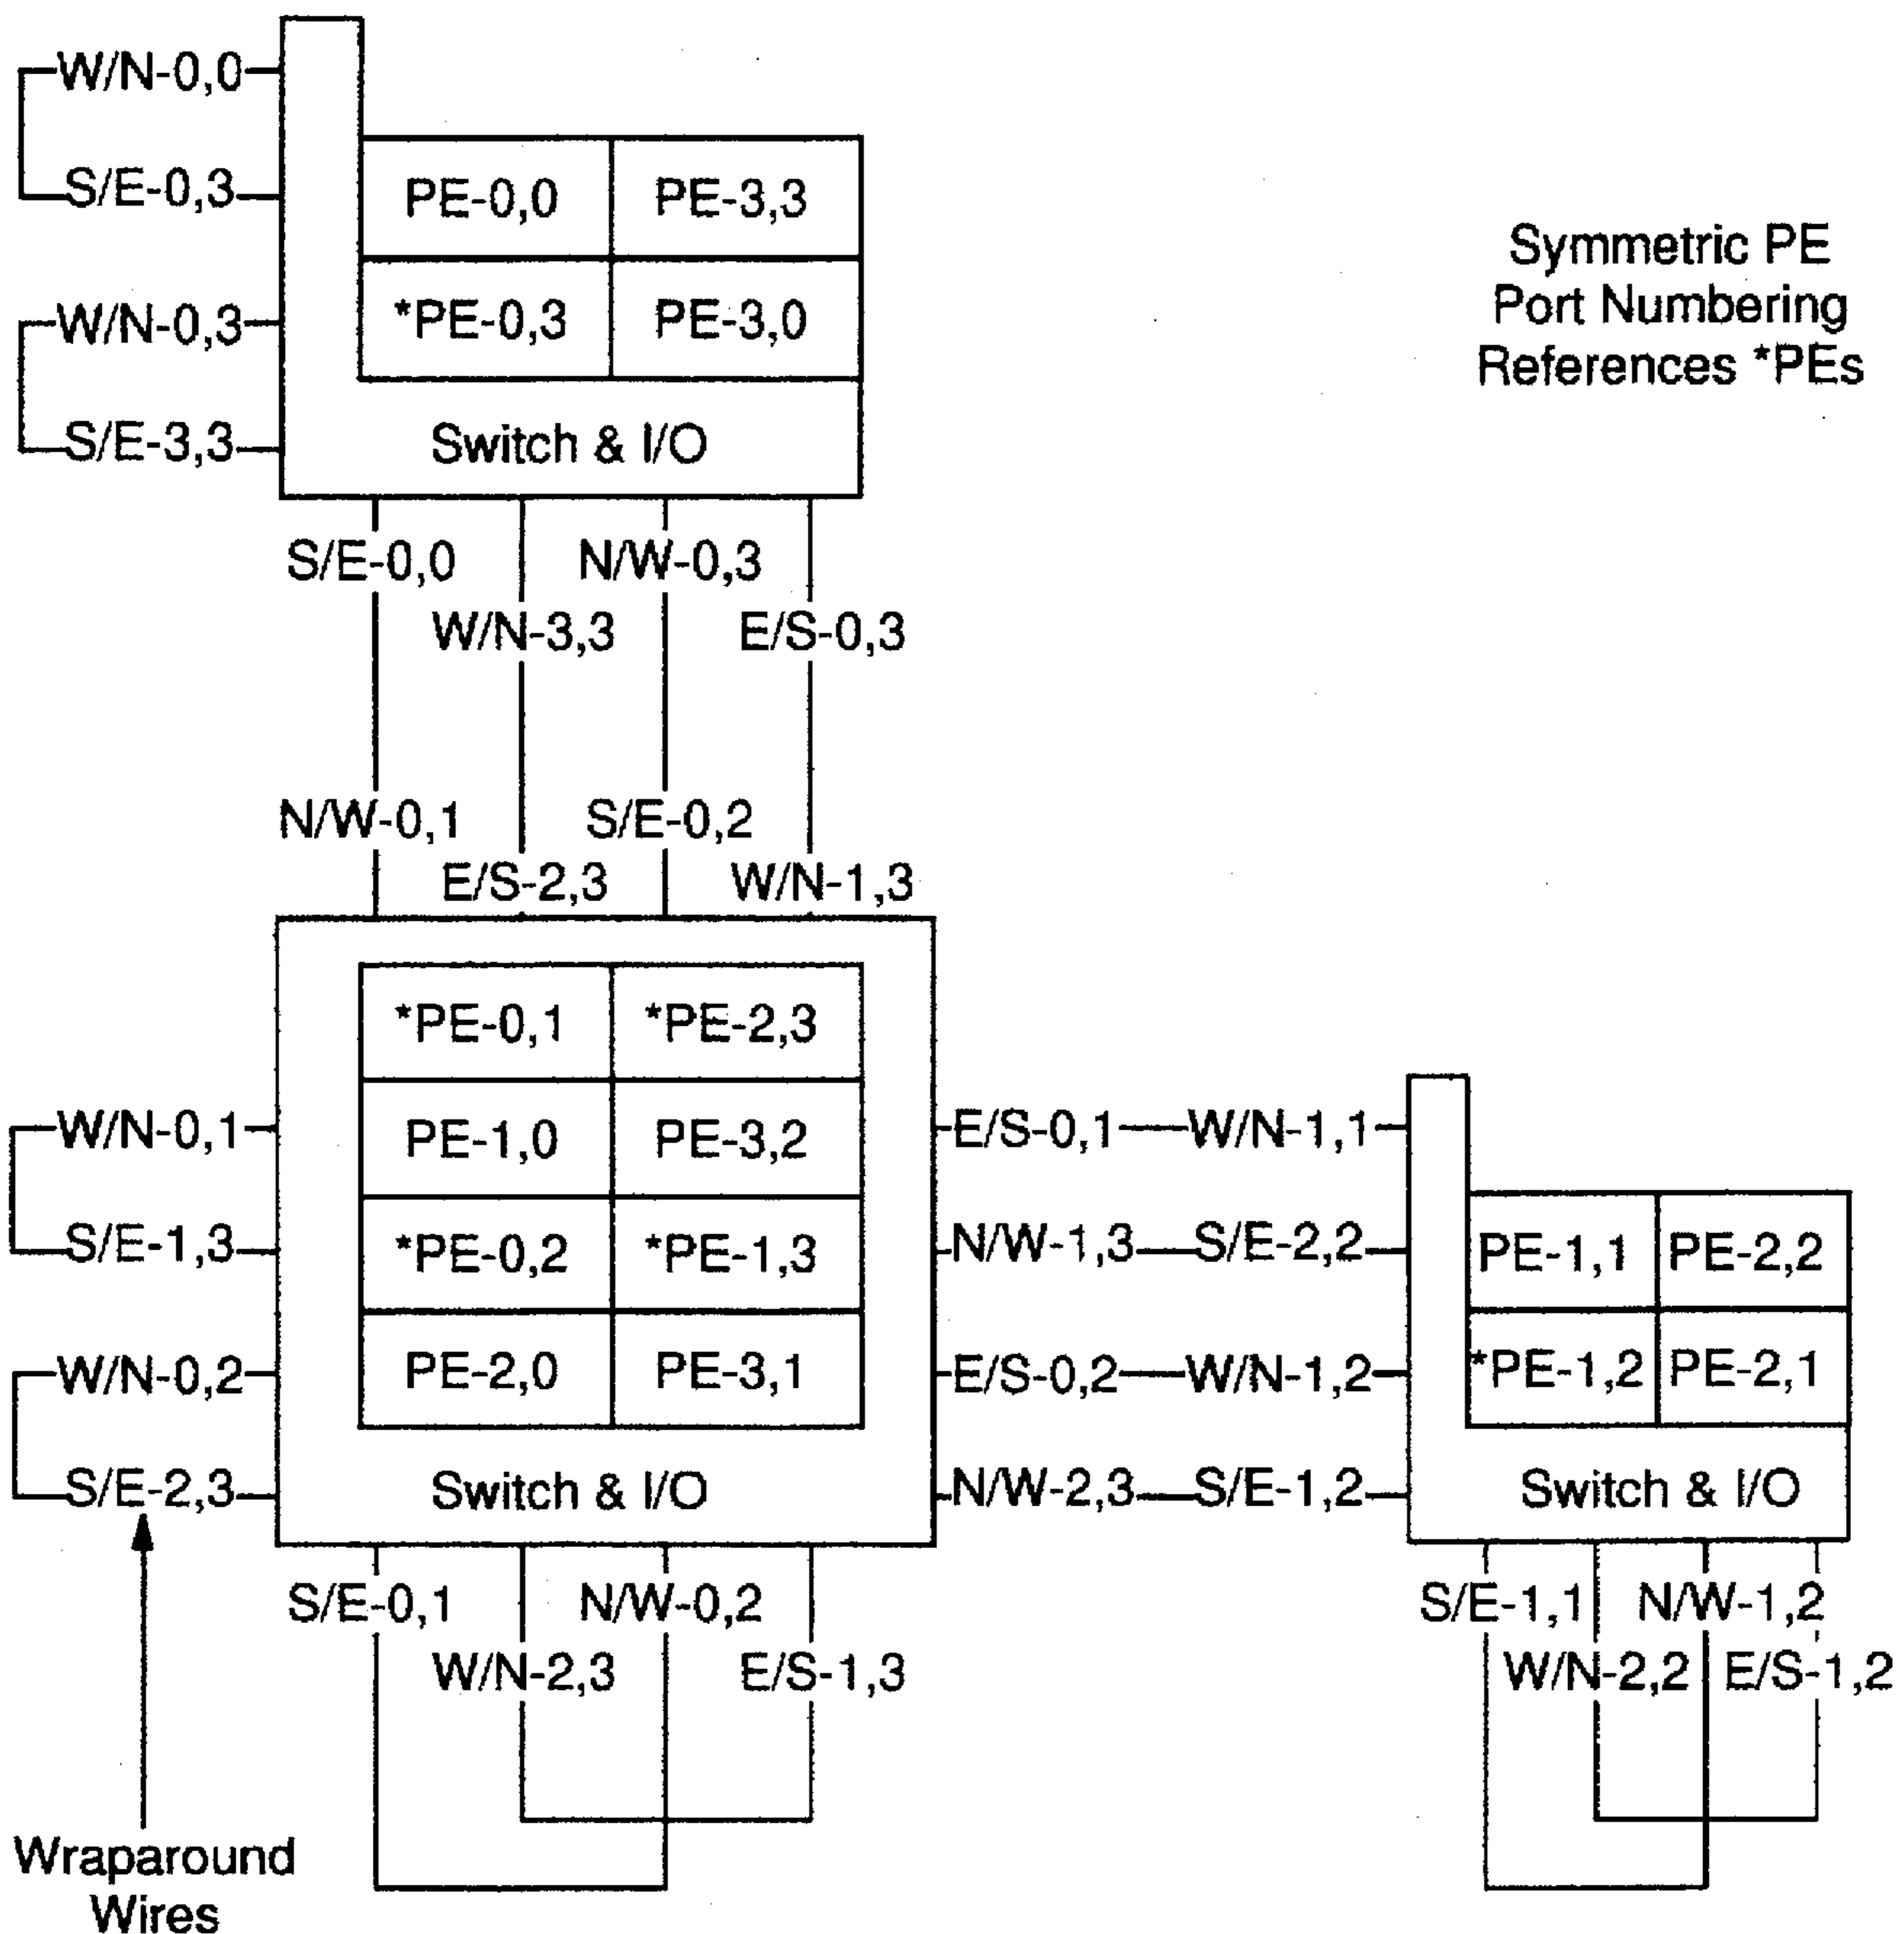 W/N-0,0
S/E-0,3
PE-0,0 PE-3,3
W/N-0,3
*PE-0,3 PE-3,0
S/E-3,3
Switch & I/O
Symmetric PE
Port Numbering
References *PEs
S/E-0,0 N/W-0,3
W/N-3,3 E/S-0,3
N/W-0,1 S/E-0,2
E/S-2,3 W/N-1,3
*PE-0,1 *PE-2,3
W/N-0,1
PE-1,0 PE-3,2
E/S-0,1 W/N-1,1
S/E-1,3
*PE-0,2 *PE-1,3
N/W-1,3 S/E-2,2
PE-1,1 PE-2,2
W/N-0,2
PE-2,0 PE-3,1
E/S-0,2 W/N-1,2
*PE-1,2 PE-2,1
S/E-2,3
Switch & I/O
N/W-2,3 S/E-1,2
Switch & I/O
S/E-0,1 N/W-0,2
W/N-2,3 E/S-1,3
S/E-1,1 N/W-1,2
W/N-2,2 E/S-1,2
Wraparound
Wires